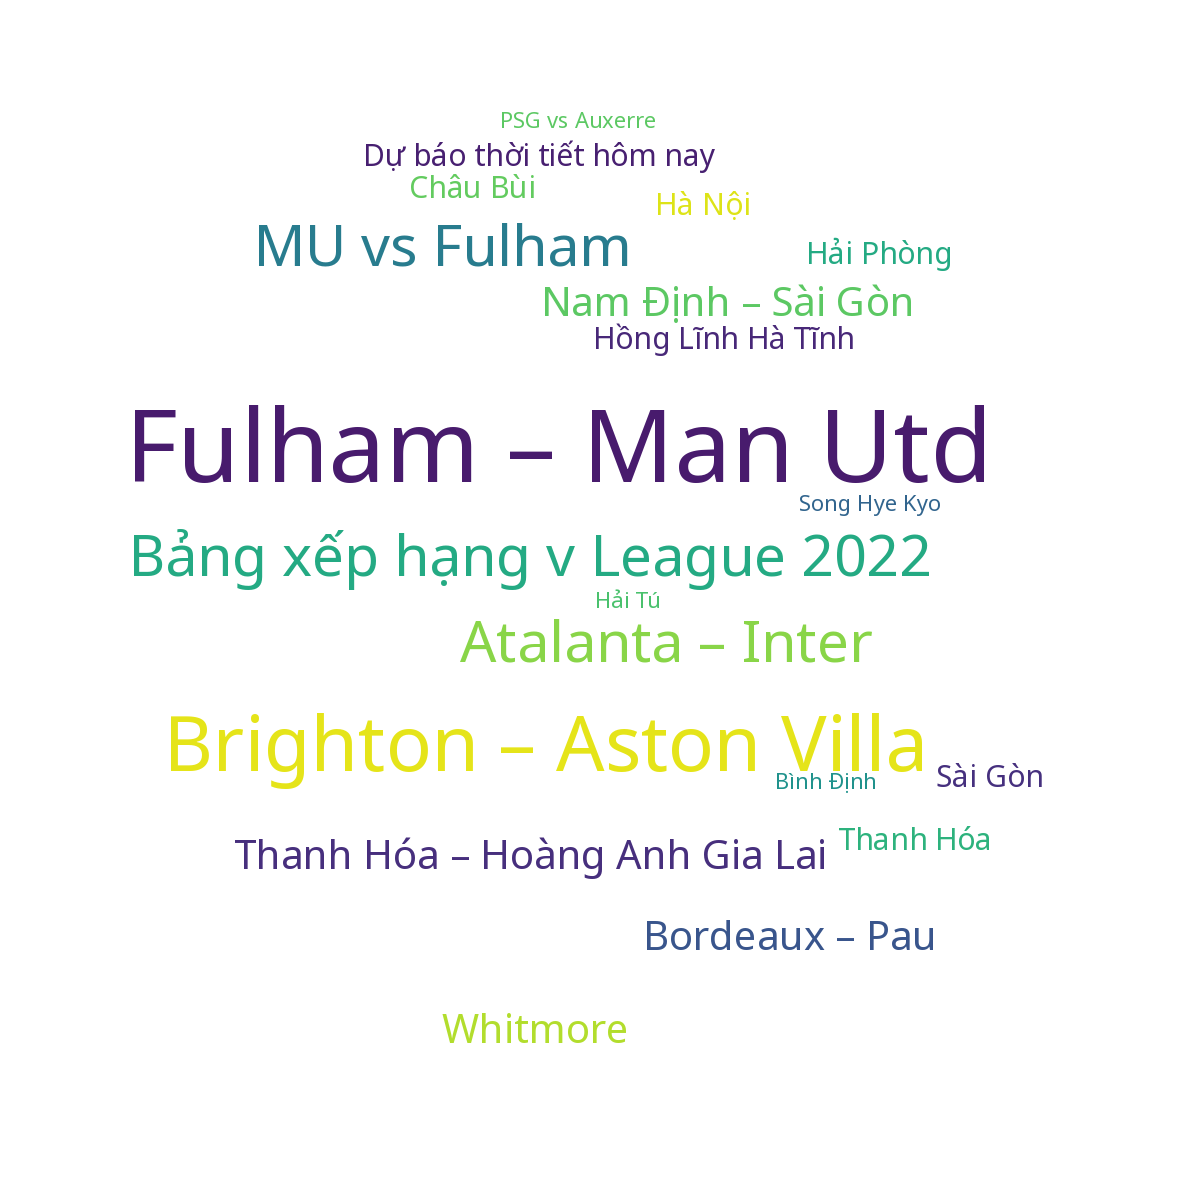 PSG vs Auxerre
Dự báo thời tiết hôm nay
Châu Bùi
Hà Nội
MU vs Fulham
Hải Phòng
Nam Định – Sài Gòn
Hồng Lĩnh Hà Tĩnh
Fulham – Man Utd
Song Hye Kyo
Bảng xếp hạng v League 2022
Hải Tú
Atalanta – Inter
Brighton – Aston Villa
Bình Định
Sài Gòn
Thanh Hóa – Hoàng Anh Gia Lai
Thanh Hóa
Bordeaux – Pau
Whitmore